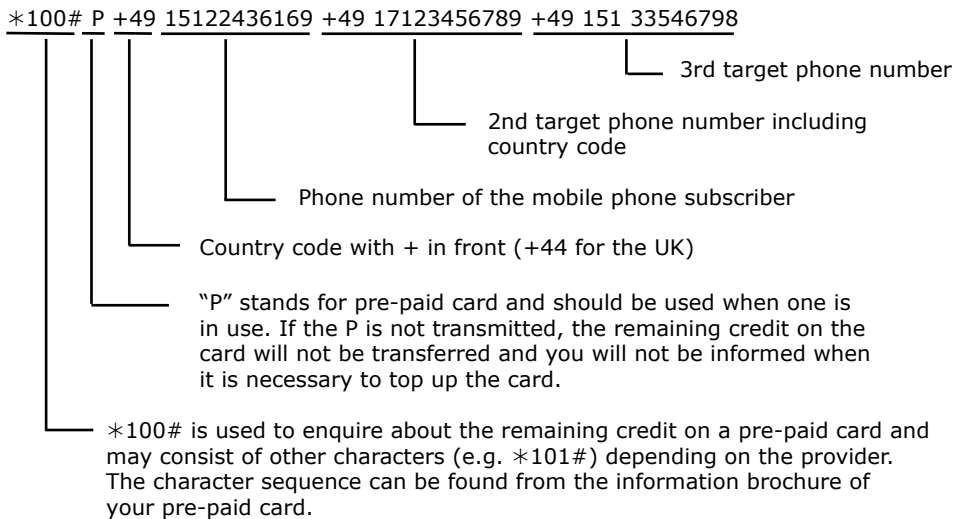 ∗100# P +49 15122436169 +49 17123456789 +49 151 33546798
3rd target phone number
2nd target phone number including
country code
Phone number of the mobile phone subscriber
Country code with + in front (+44 for the UK)
“P” stands for pre-paid card and should be used when one is
in use. If the P is not transmitted, the remaining credit on the
card will not be transferred and you will not be informed when
it is necessary to top up the card.
∗100# is used to enquire about the remaining credit on a pre-paid card and
may consist of other characters (e.g. ∗101#) depending on the provider.
The character sequence can be found from the information brochure of
your pre-paid card.